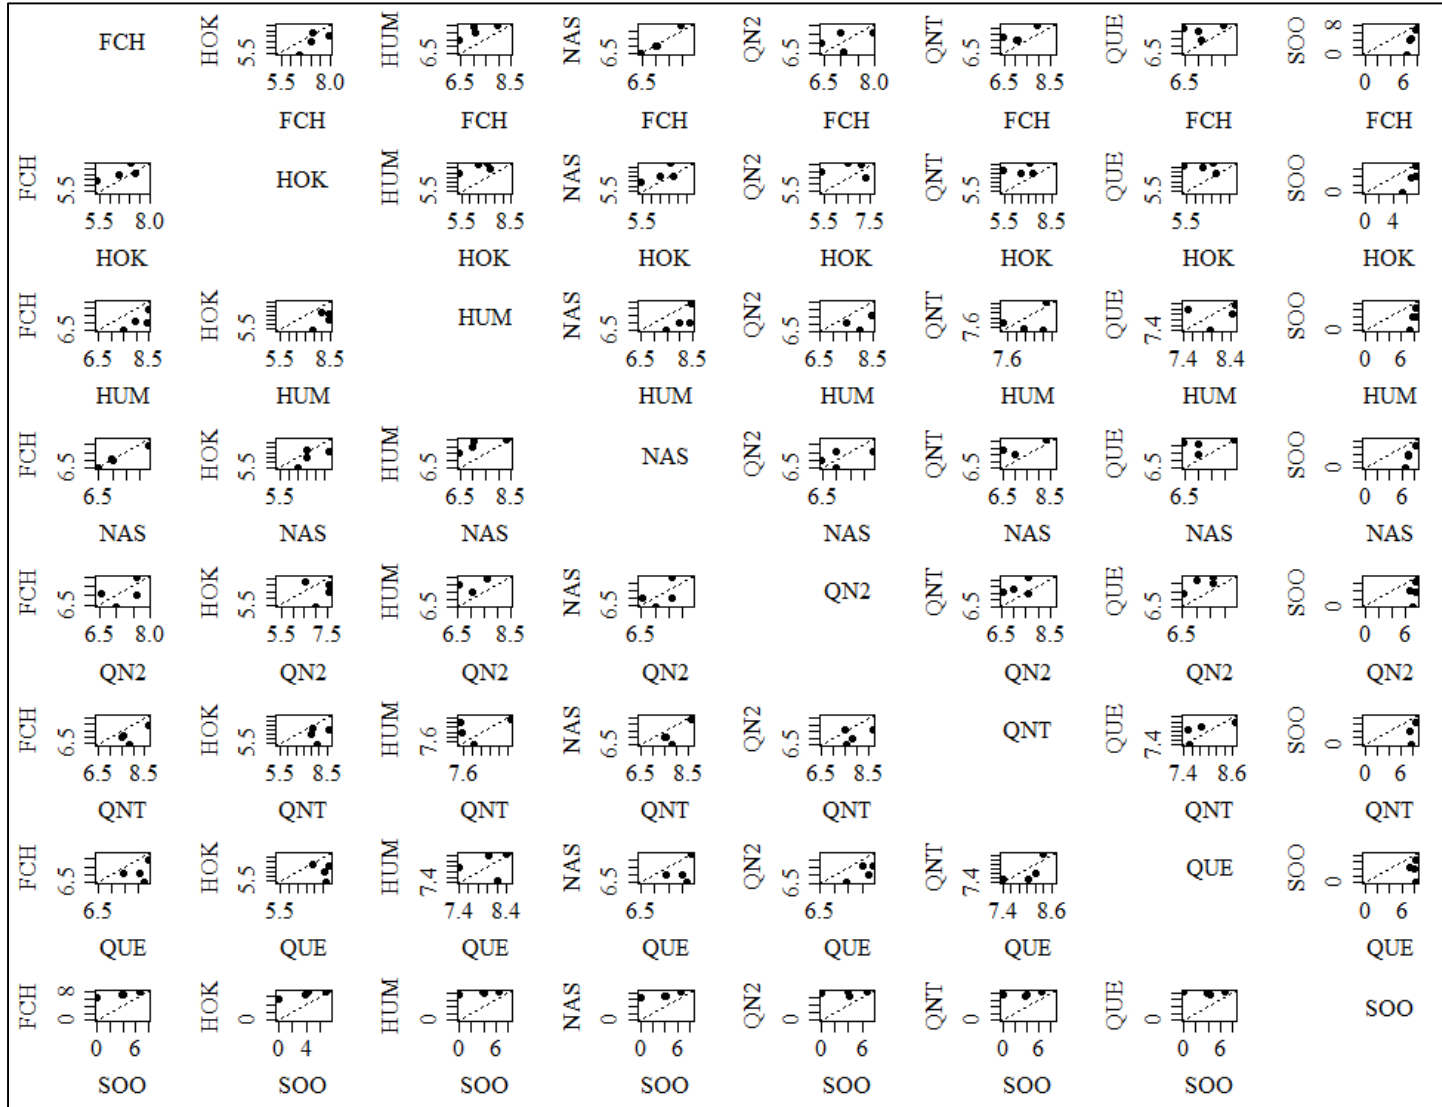 FCH HOK 5.5 HUM 6.5 NAS 6.5 QN2 6.5 QNT 6.5 QUE 6.5 SOO 0 8
5.5 8.0 6.5 8.5 6.5 6.5 8.0 6.5 8.5 6.5 0 6
FCH FCH FCH FCH FCH FCH FCH
FCH 5.5 HOK HUM 5.5 NAS 5.5 QN2 5.5 QNT 5.5 QUE 5.5 SOO 0
5.5 8.0 5.5 8.5 5.5 5.5 7.5 5.5 8.5 5.5 0 4
HOK HOK HOK HOK HOK HOK HOK
FCH 6.5 HOK 5.5 HUM NAS 6.5 QN2 6.5 QNT 7.6 QUE 7.4 SOO 0
6.5 8.5 5.5 8.5 6.5 8.5 6.5 8.5 7.6 7.4 8.4 0 6
HUM HUM HUM HUM HUM HUM HUM
FCH 6.5 HOK 5.5 HUM 6.5 NAS QN2 6.5 QNT 6.5 QUE 6.5 SOO 0
6.5 5.5 6.5 8.5 6.5 6.5 8.5 6.5 0 6
NAS NAS NAS NAS NAS NAS NAS
FCH 6.5 HOK 5.5 HUM 6.5 NAS 6.5 QN2 QNT 6.5 QUE 6.5 SOO 0
6.5 8.0 5.5 7.5 6.5 8.5 6.5 6.5 8.5 6.5 0 6
QN2 QN2 QN2 QN2 QN2 QN2 QN2
FCH 6.5 HOK 5.5 HUM 7.6 NAS 6.5 QN2 6.5 QNT QUE 7.4 SOO 0
6.5 8.5 5.5 8.5 7.6 6.5 8.5 6.5 8.5 7.4 8.6 0 6
QNT QNT QNT QNT QNT QNT QNT
FCH 6.5 HOK 5.5 HUM 7.4 NAS 6.5 QN2 6.5 QNT 7.4 QUE SOO 0
6.5 5.5 7.4 8.4 6.5 6.5 7.4 8.6 0 6
QUE QUE QUE QUE QUE QUE QUE
FCH 0 8 HOK 0 HUM 0 NAS 0 QN2 0 QNT 0 QUE 0 SOO
0 6 0 4 0 6 0 6 0 6 0 6 0 6
SOO SOO SOO SOO SOO SOO SOO